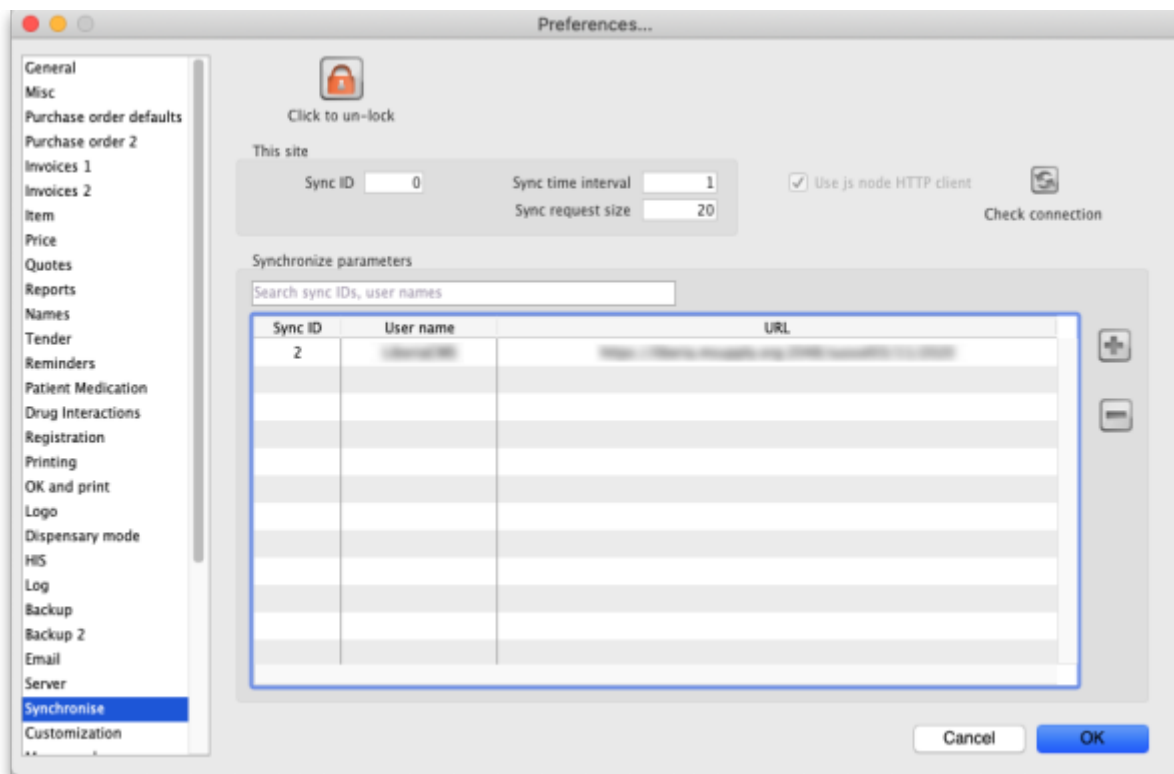 Preferences...
General
Misc
Purchase order defaults
Purchase order 2
Invoices 1
Invoices 2
Item
Price
Quotes
Reports
Names
Tender
Reminders
Patient Medication
Drug Interactions
Registration
Printing
OK and print
Logo
Dispensary mode
HIS
Log
Backup
Backup 2
Email
Server
Synchronise
Customization
Click to un-lock
This site
Sync ID 0 Sync time interval 1
Sync request size 20
Use js node HTTP client
Check connection
Synchronize parameters
Search sync IDs, user names
Sync ID User name URL
2
Cancel OK